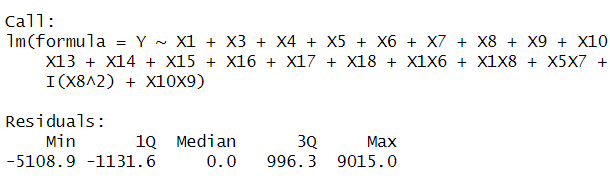 Call:
lm(formula = Y ~ X1 + X3 + X4 + X5 + X6 + X7 + X8 + X9 + X10
X13 + X14 + X15 + X16 + X17 + X18 + X1X6 + X1X8 + X5X7 +
I(X8^2) + X10X9)
Residuals:
Min 1Q Median 3Q Max
-5108.9 -1131.6 0.0 996.3 9015.0